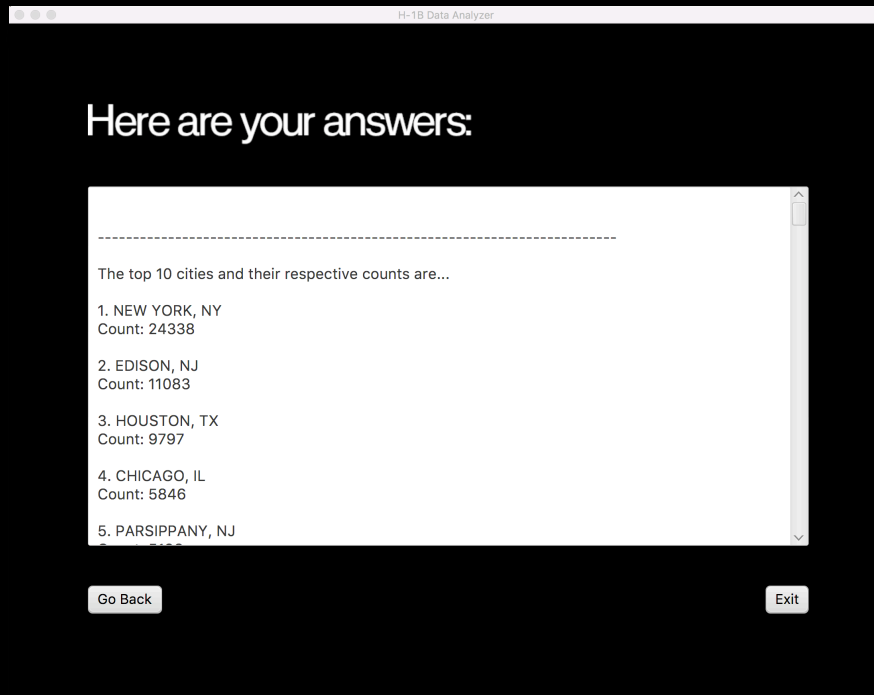 H-1B Data Analyzer
Here are your answers:
--------------------------------------------------------------------------
The top 10 cities and their respective counts are...
1. NEW YORK, NY
Count: 24338
2. EDISON, NJ
Count: 11083
3. HOUSTON, TX
Count: 9797
4. CHICAGO, IL
Count: 5846
5. PARSIPPANY, NJ
Go Back
Exit